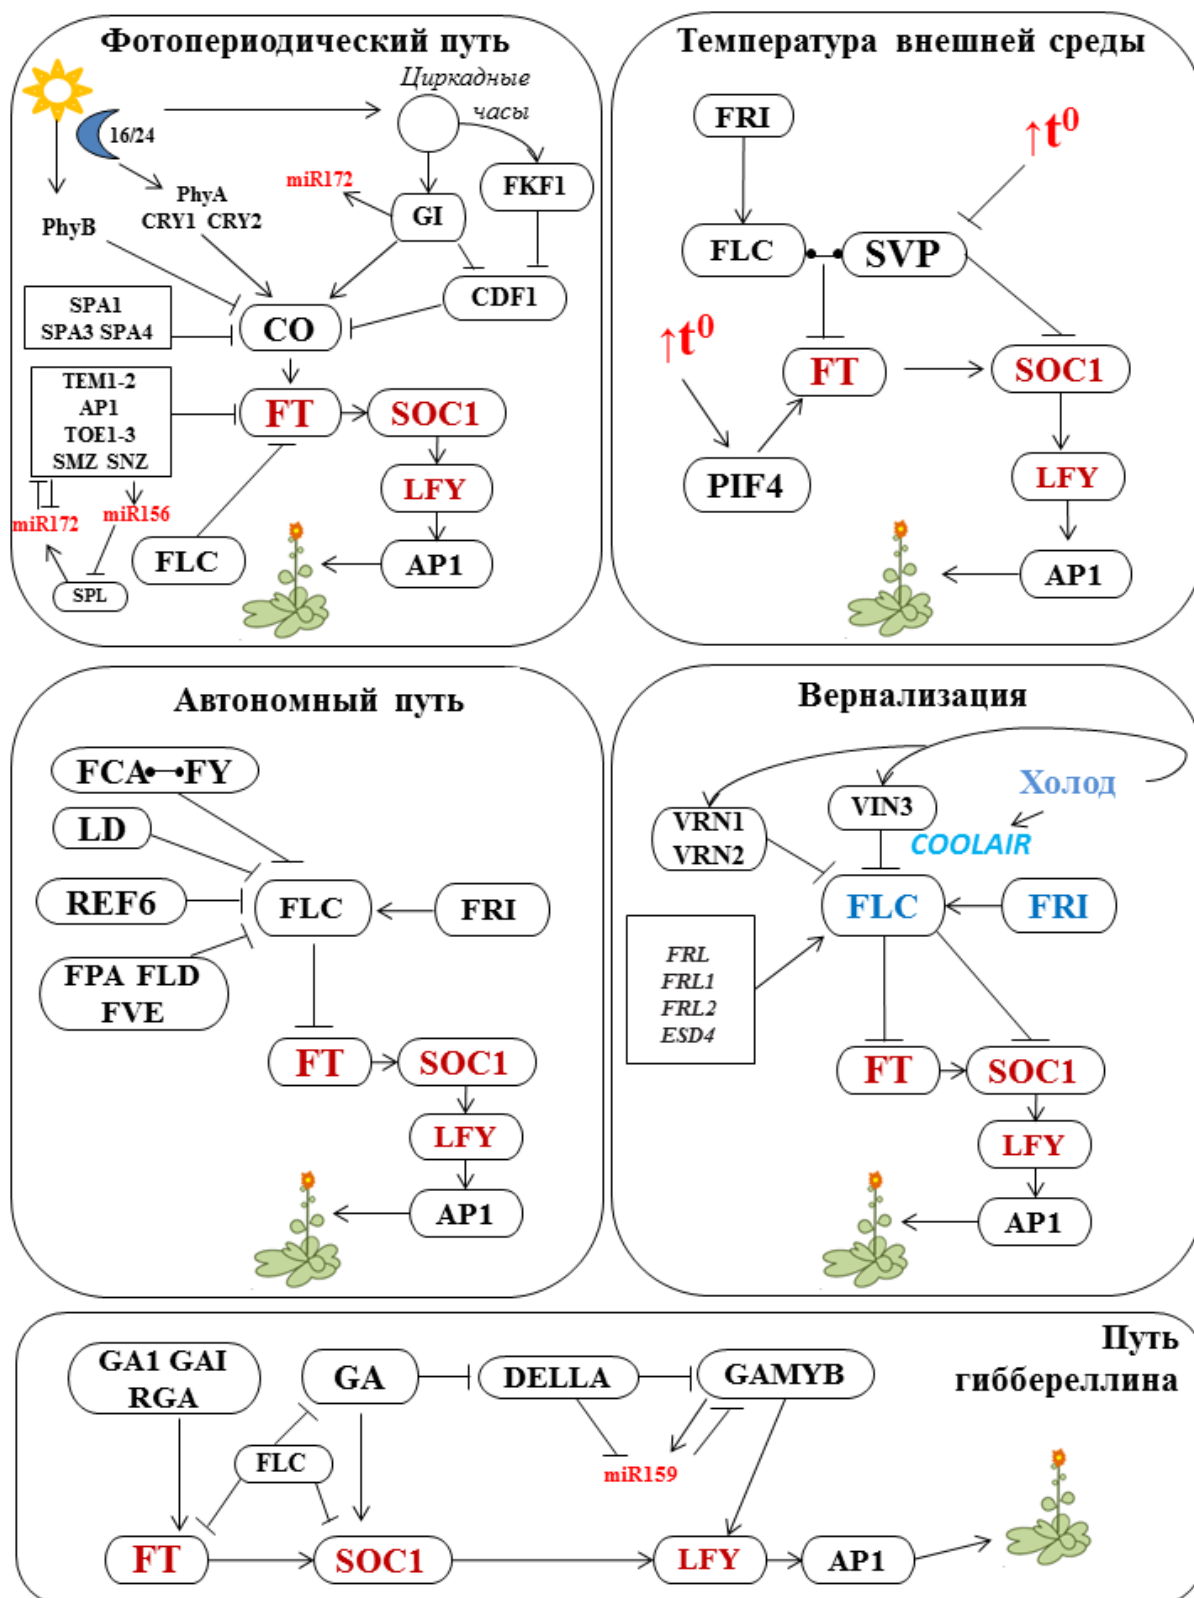 Фотопериодический путь
Циркадные
часы
16/24
PhyA
CRY1 CRY2
PhyB
miR172
GI
FKF1
CDF1
SPA1
SPA3 SPA4
CO
TEM1-2
AP1
TOE1-3
SMZ SNZ
FT
SOC1
LFY
AP1
miR172
miR156
SPL
FLC
Температура внешней среды
FRI
↑t⁰
FLC
SVP
↑t⁰
FT
SOC1
PIF4
LFY
AP1
Автономный путь
FCA
FY
LD
REF6
FLC
FRI
FPA FLD
FVE
FT
SOC1
LFY
AP1
Вернализация
Холод
VRN1
VRN2
VIN3
COOLAIR
FLC
FRI
FRL
FRL1
FRL2
ESD4
FT
SOC1
LFY
AP1
Путь
гиббереллина
GA1 GAI
RGA
GA
DELLA
GAMYB
FLC
miR159
FT
SOC1
LFY
AP1